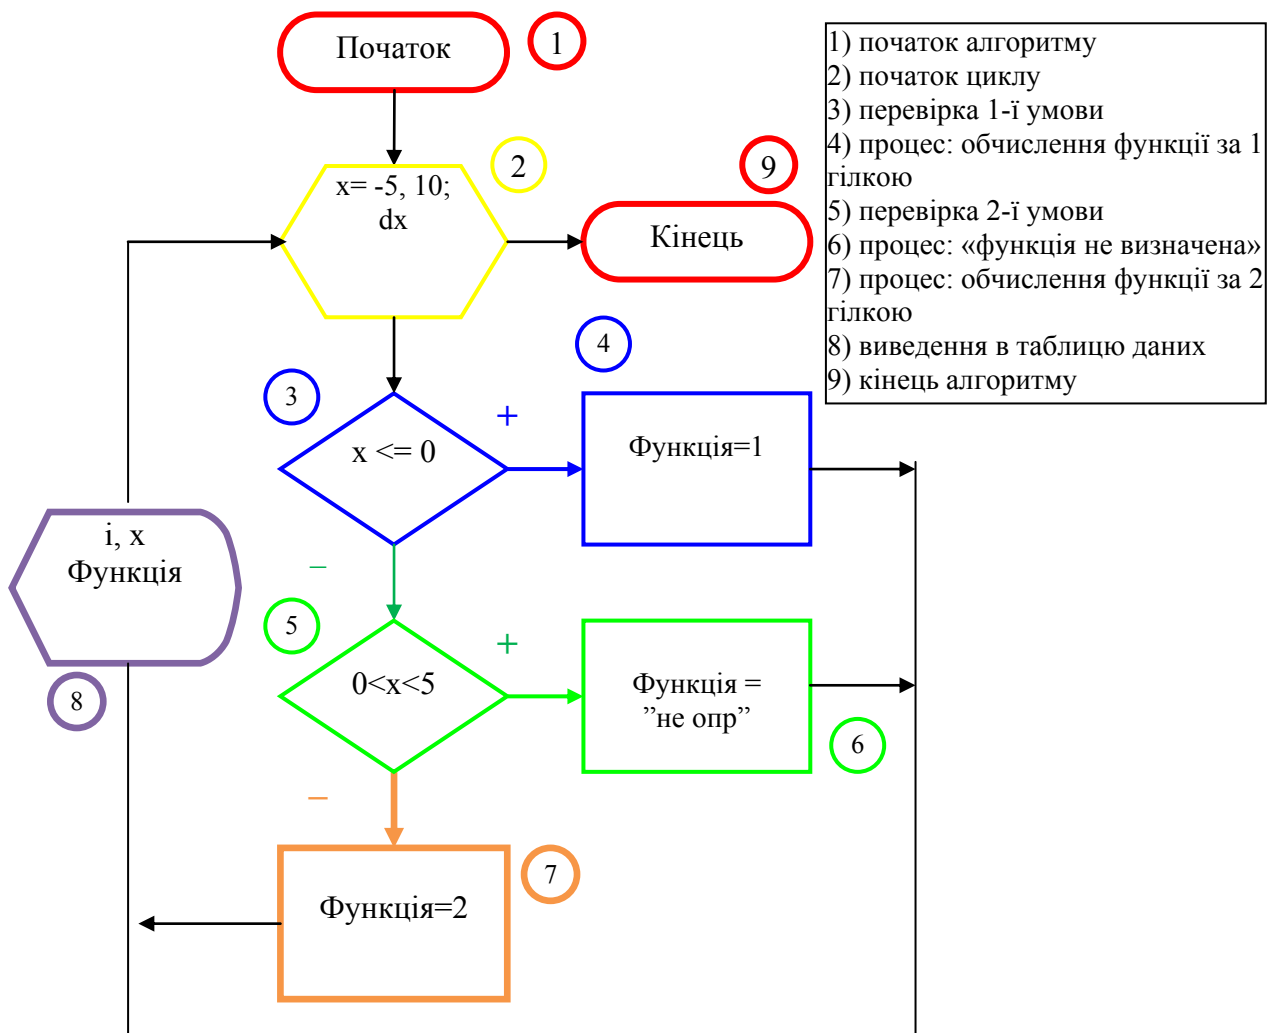 Початок
1
1) початок алгоритму
2) початок циклу
3) перевірка 1-ї умови
4) процес: обчислення функції за 1
гілкою
5) перевірка 2-ї умови
6) процес: «функція не визначена»
7) процес: обчислення функції за 2
гілкою
8) виведення в таблицю даних
9) кінець алгоритму
2
x= -5, 10;
dx
9
Кінець
3
x <= 0
+
4
Функція=1
–
i, x
Функція
8
5
0<x<5
+
Функція =
”не опр”
6
–
7
Функція=2